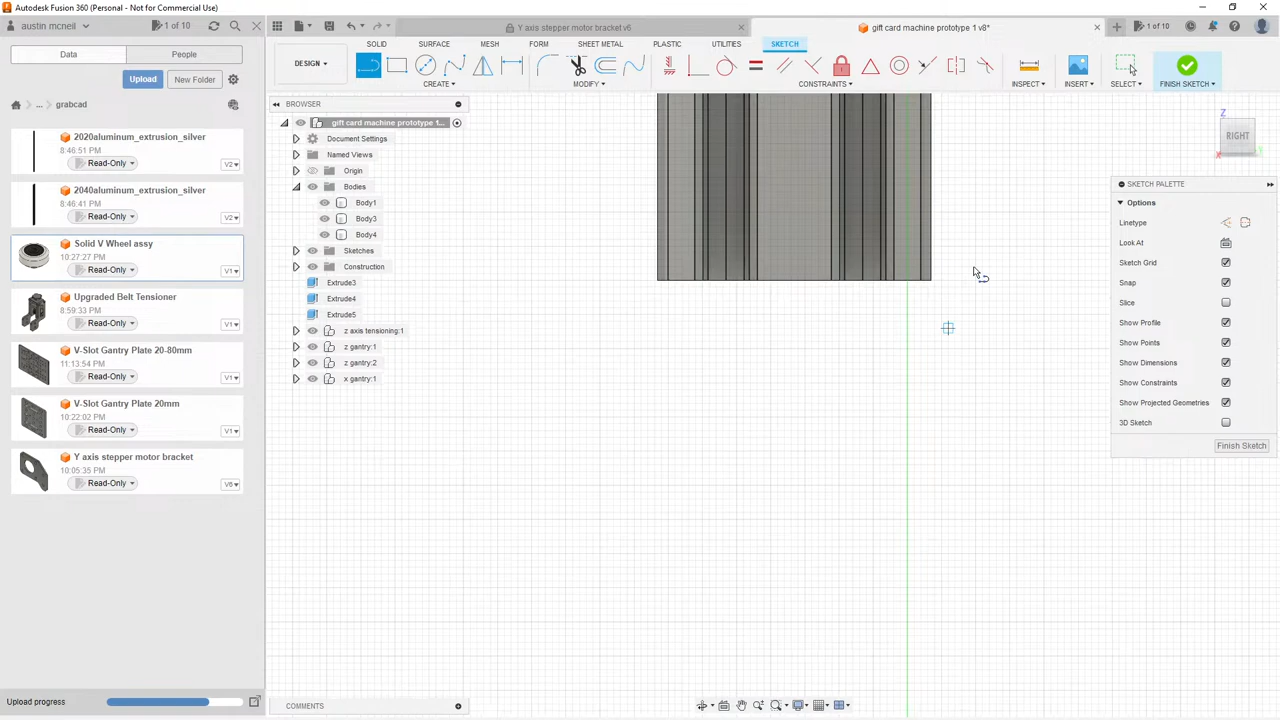 Autodesk Fusion 360 (Personal - Not for Commercial Use)
austin mcneil
1 of 10
Y axis stepper motor bracket v6
gift card machine prototype 1 v8*
1 of 10
Data
People
SOLID
SURFACE
MESH
FORM
SHEET METAL
PLASTIC
UTILITIES
SKETCH
DESIGN
Upload
New Folder
CREATE
MODIFY
CONSTRAINTS
INSPECT
INSERT
SELECT
FINISH SKETCH
... grabcad
BROWSER
gift card machine prototype 1...
Document Settings
Named Views
Origin
Bodies
Body1
Body3
Body4
Sketches
Construction
Extrude3
Extrude4
Extrude5
z axis tensioning:1
z gantry:1
z gantry:2
x gantry:1
2020aluminum_extrusion_silver
8:46:51 PM
Read-Only
V2
2040aluminum_extrusion_silver
8:46:41 PM
Read-Only
V2
Solid V Wheel assy
10:27:27 PM
Read-Only
V1
Upgraded Belt Tensioner
8:59:33 PM
Read-Only
V1
V-Slot Gantry Plate 20-80mm
11:13:54 PM
Read-Only
V1
V-Slot Gantry Plate 20mm
10:22:02 PM
Read-Only
V1
Y axis stepper motor bracket
10:05:35 PM
Read-Only
V6
Z
RIGHT
X
Y
SKETCH PALETTE
Options
Linetype
Look At
Sketch Grid
Snap
Slice
Show Profile
Show Points
Show Dimensions
Show Constraints
Show Projected Geometries
3D Sketch
Finish Sketch
Upload progress
COMMENTS